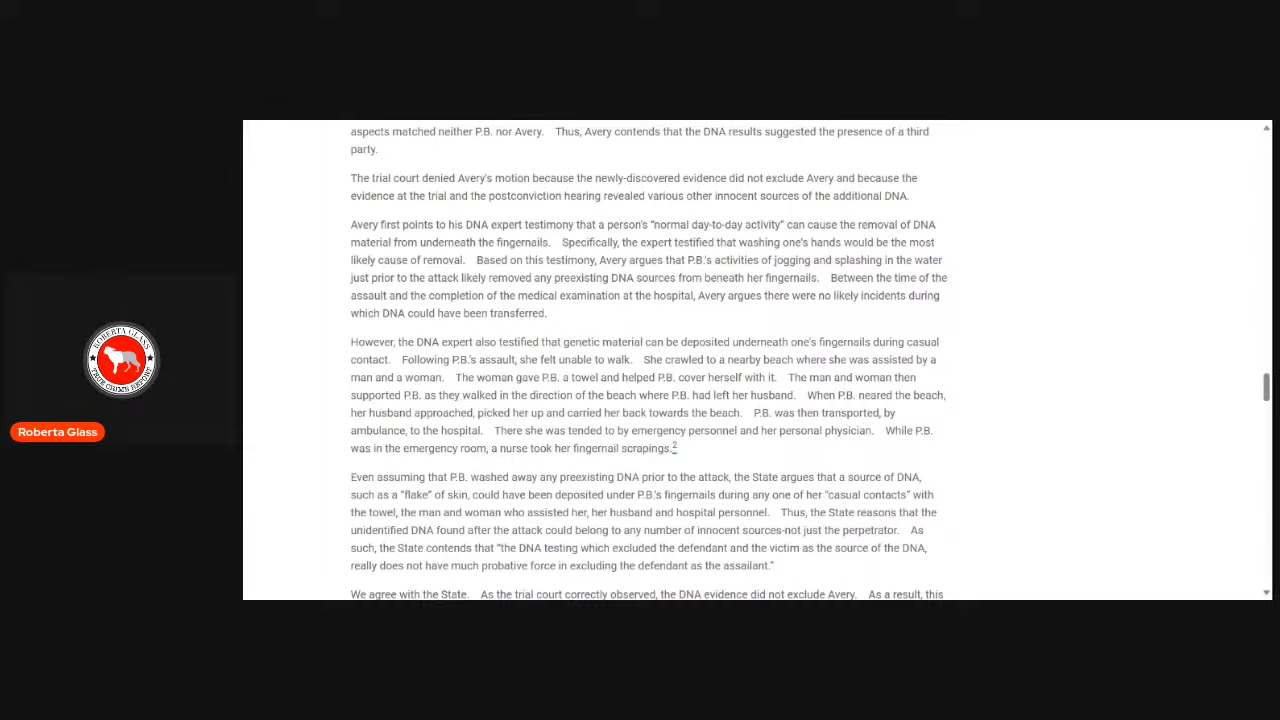 aspects matched neither P.B. nor Avery. Thus, Avery contends that the DNA results suggested the presence of a third
party.
The trial court denied Avery's motion because the newly-discovered evidence did not exclude Avery and because the
evidence at the trial and the postconviction hearing revealed various other innocent sources of the additional DNA.
Avery first points to his DNA expert testimony that a person's “normal day-to-day activity” can cause the removal of DNA
material from underneath the fingernails. Specifically, the expert testified that washing one's hands would be the most
likely cause of removal. Based on this testimony, Avery argues that P.B.'s activities of jogging and splashing in the water
just prior to the attack likely removed any preexisting DNA sources from beneath her fingernails. Between the time of the
assault and the completion of the medical examination at the hospital, Avery argues there were no likely incidents during
which DNA could have been transferred.
However, the DNA expert also testified that genetic material can be deposited underneath one's fingernails during casual
contact. Following P.B.'s assault, she felt unable to walk. She crawled to a nearby beach where she was assisted by a
man and a woman. The woman gave P.B. a towel and helped P.B. cover herself with it. The man and woman then
supported P.B. as they walked in the direction of the beach where P.B. had left her husband. When P.B. neared the beach,
her husband approached, picked her up and carried her back towards the beach. P.B. was then transported, by
ambulance, to the hospital. There she was tended to by emergency personnel and her personal physician. While P.B.
was in the emergency room, a nurse took her fingernail scrapings.2
Even assuming that P.B. washed away any preexisting DNA prior to the attack, the State argues that a source of DNA,
such as a “flake” of skin, could have been deposited under P.B.'s fingernails during any one of her “casual contacts” with
the towel, the man and woman who assisted her, her husband and hospital personnel. Thus, the State reasons that the
unidentified DNA found after the attack could belong to any number of innocent sources-not just the perpetrator. As
such, the State contends that “the DNA testing which excluded the defendant and the victim as the source of the DNA,
really does not have much probative force in excluding the defendant as the assailant.”
We agree with the State. As the trial court correctly observed, the DNA evidence did not exclude Avery. As a result, this
ROBERTA GLASS
TRUE CRIME REPORT
Roberta Glass